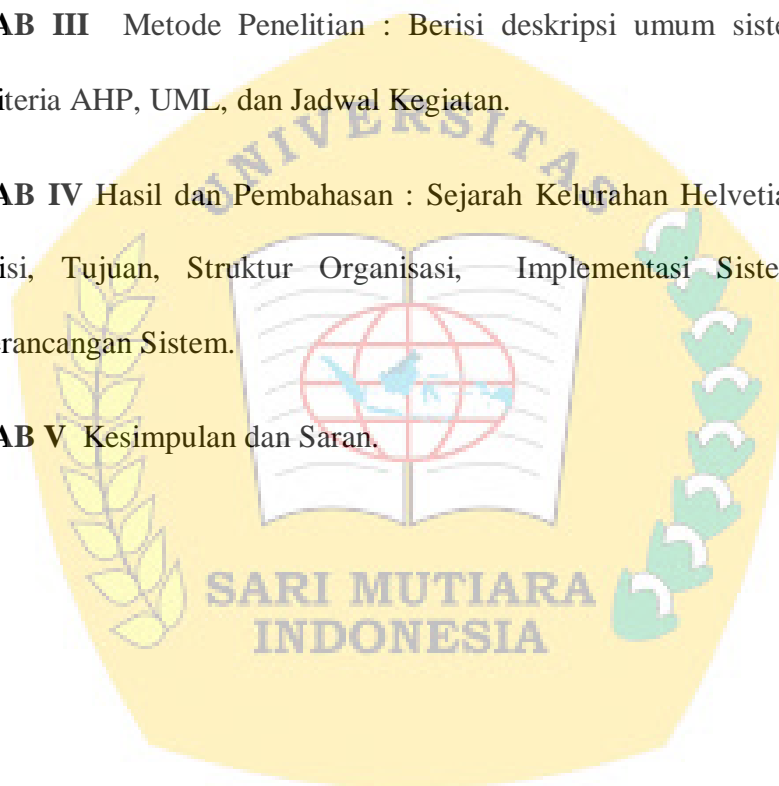 AB III Metode Penelitian : Berisi deskripsi umum siste
iteria AHP, UML, dan Jadwal Kegiatan.
UNIVERSITAS
AB IV Hasil dan Pembahasan : Sejarah Kelurahan Helvetia
isi, Tujuan, Struktur Organisasi, Implementasi Siste
rancangan Sistem.
AB V Kesimpulan dan Saran.
SARI MUTIARA
INDONESIA